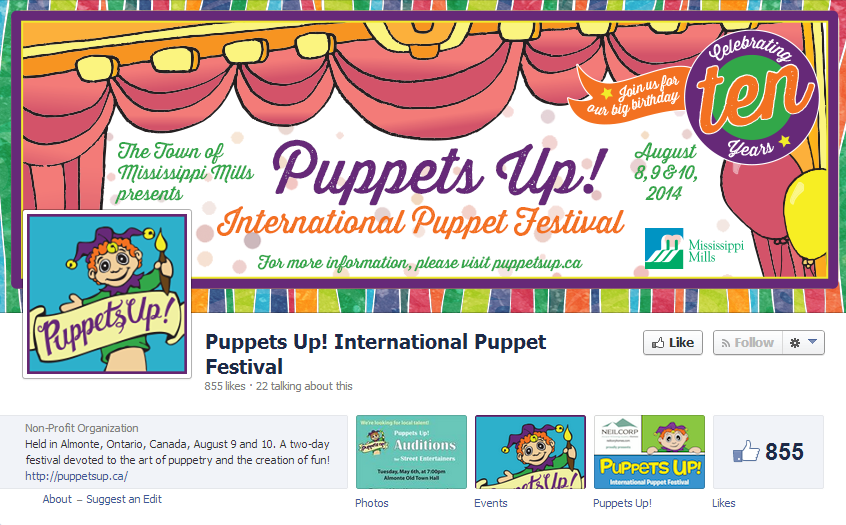 Celebrating
ten
Years
Join us for
our big birthday
The Town of
Mississippi Mills
presents
Puppets Up!
International Puppet Festival
August
8, 9 & 10,
2014
For more information, please visit puppetsup.ca
Mississippi
Mills
Puppets Up!
Puppets Up! International Puppet
Festival
855 likes · 22 talking about this
Like
Follow
Non-Profit Organization
Held in Almonte, Ontario, Canada, August 9 and 10. A two-day
festival devoted to the art of puppetry and the creation of fun!
http://puppetsup.ca/
About – Suggest an Edit
We're looking for local talent!
Puppets Up!
Auditions
for Street Entertainers
Tuesday, May 6th, at 7:00pm
Almonte Old Town Hall
Photos
Puppets Up!
Events
NEILCORP
PUPPETS UP!
International Puppet Festival
Puppets Up!
855
Likes